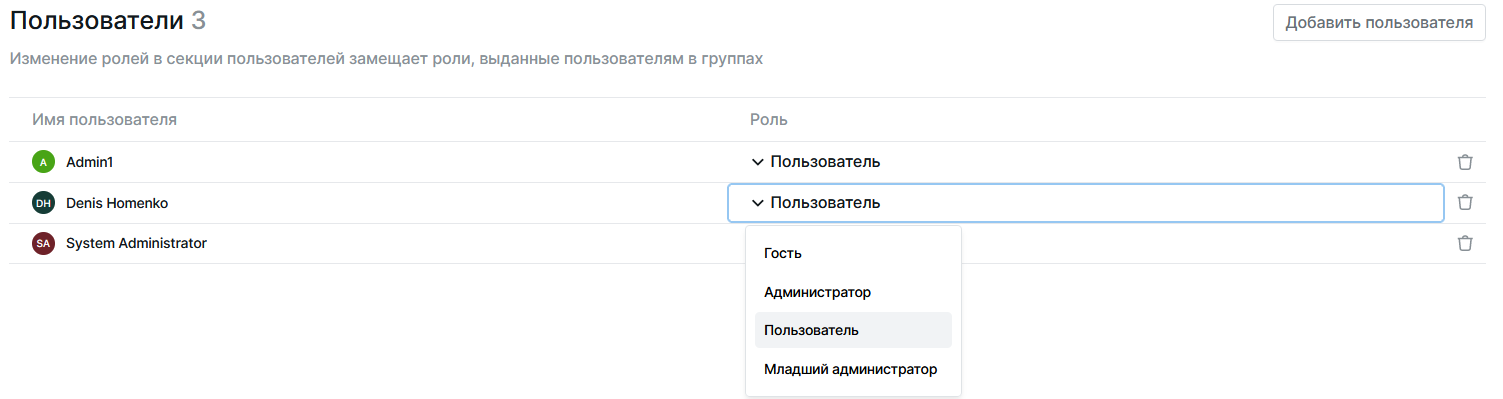 Пользователи 3
Добавить пользователя
Изменение ролей в секции пользователей замещает роли, выданные пользователям в группах
Имя пользователя Роль
A Admin1 Пользователь
DH Denis Homenko Пользователь
SA System Administrator
Гость
Администратор
Пользователь
Младший администратор